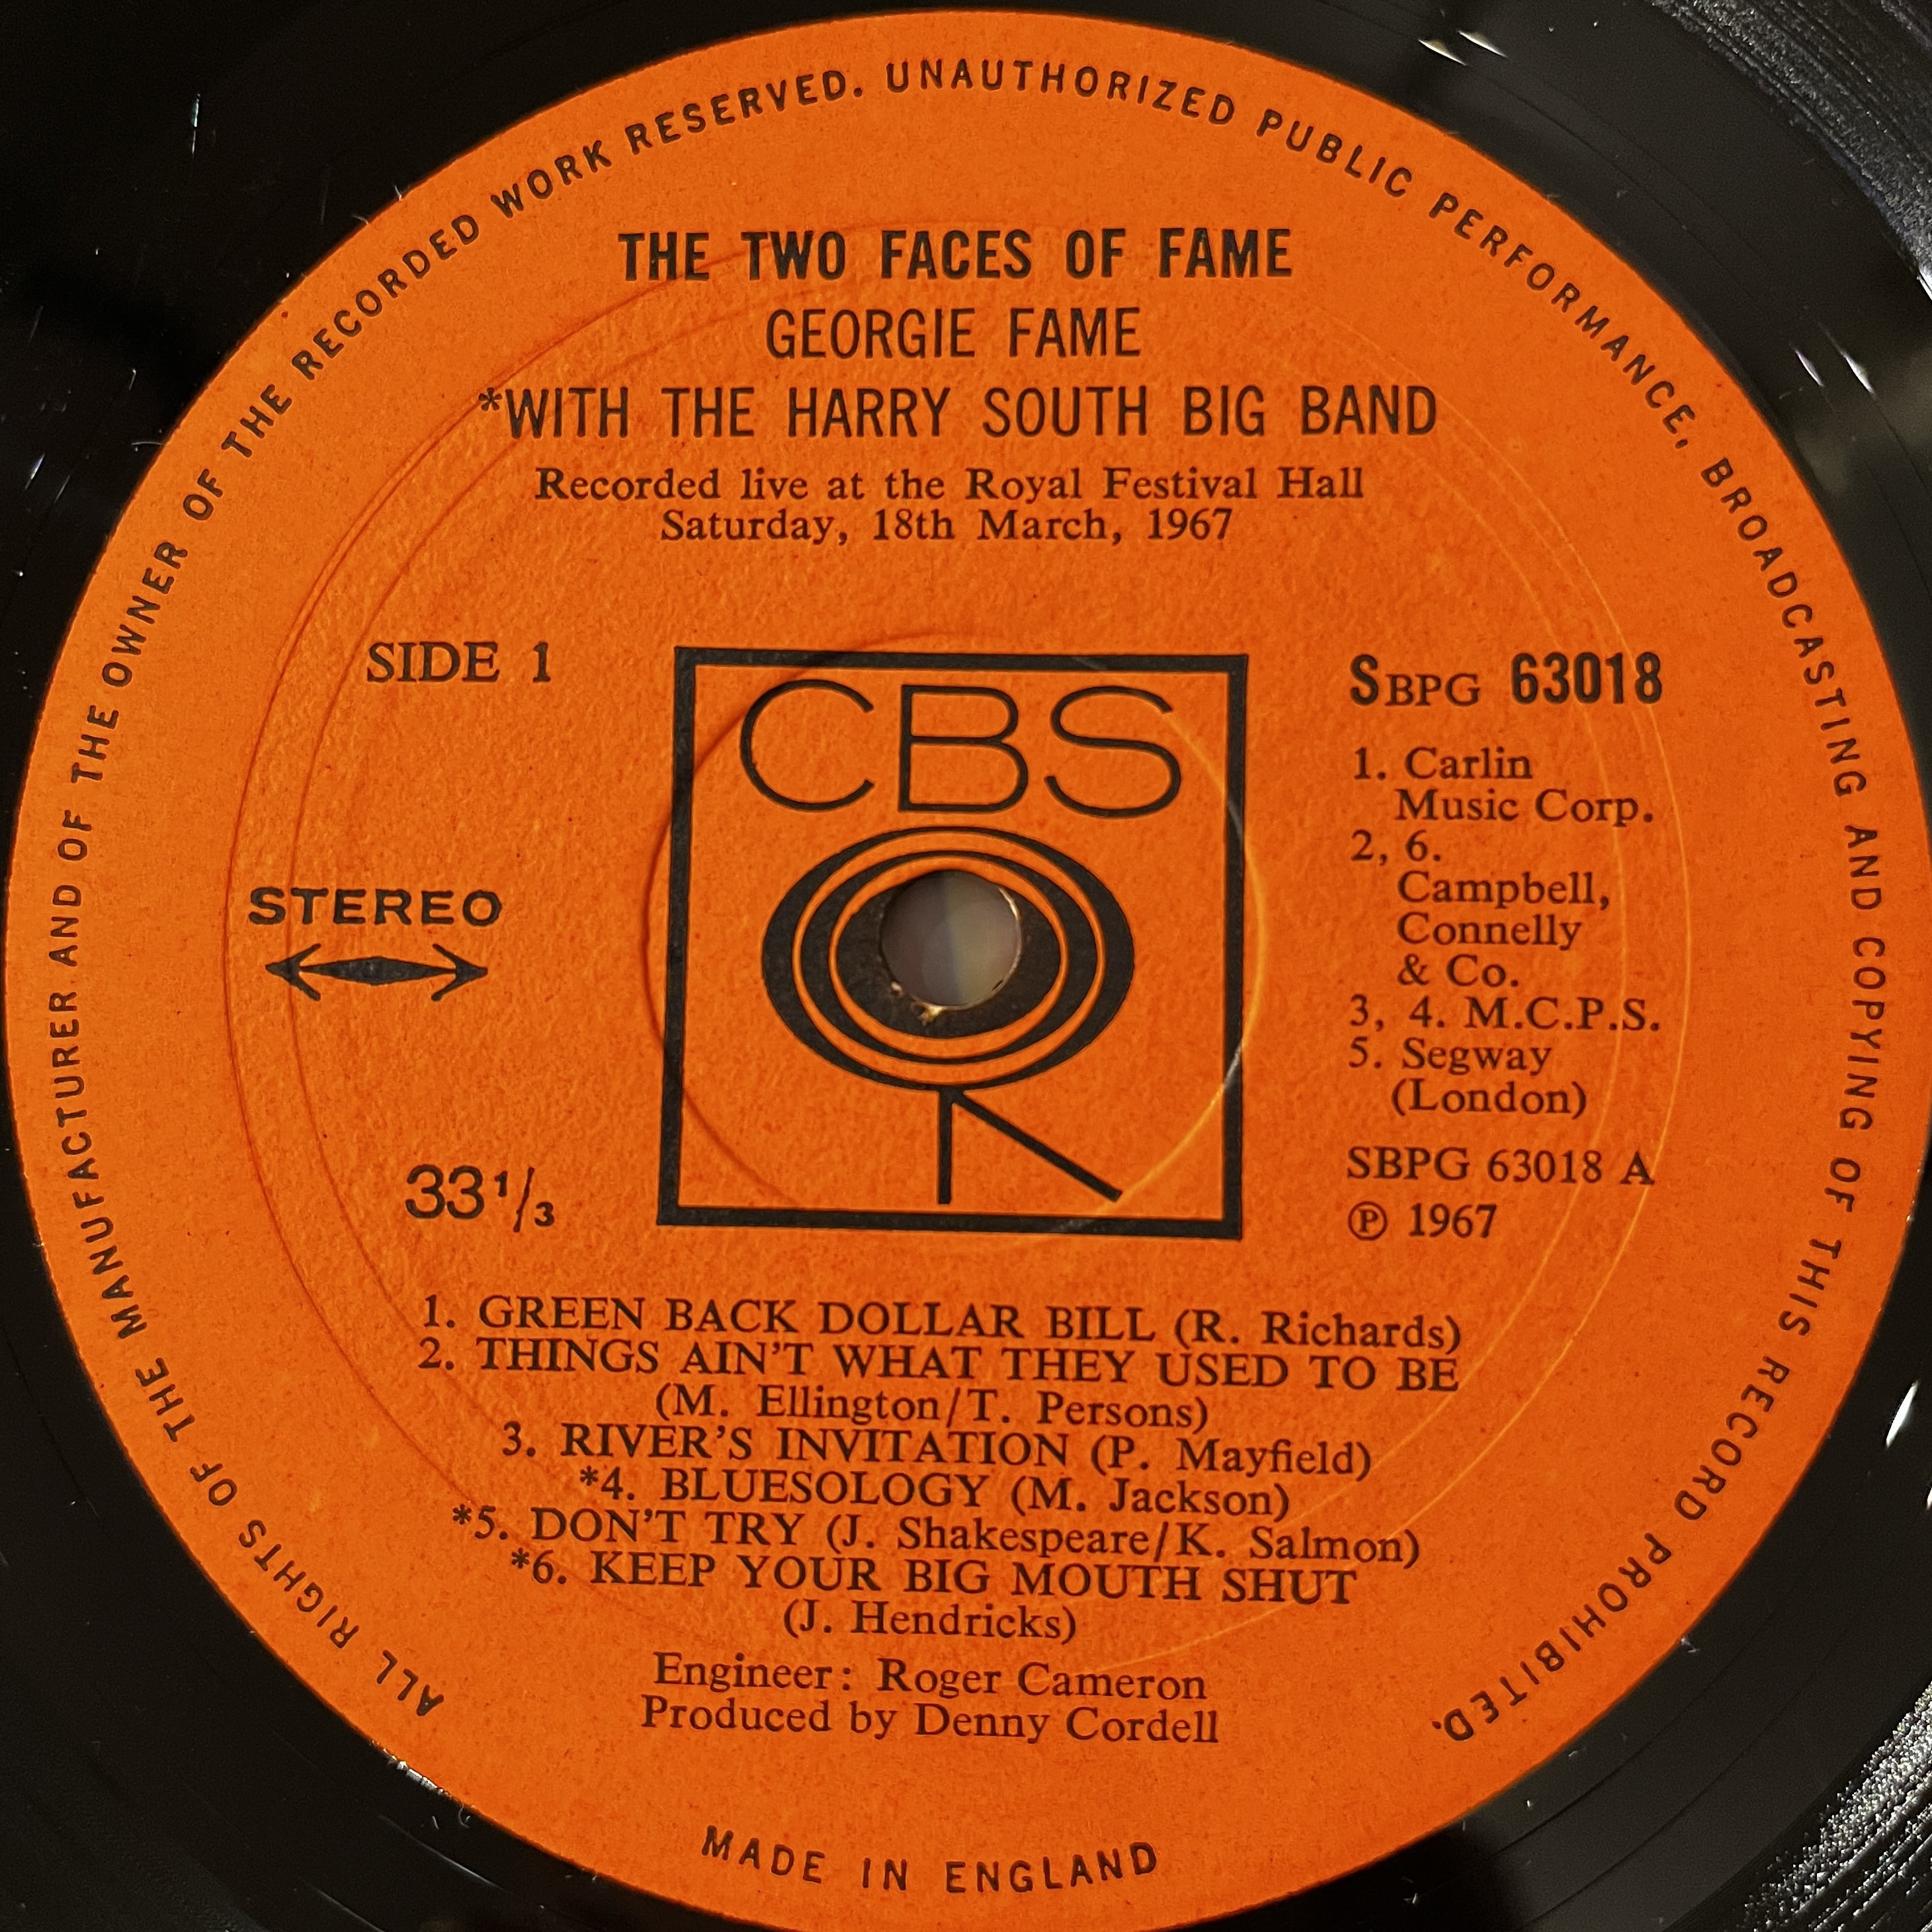 ALL RIGHTS OF THE MANUFACTURER AND OF THE OWNER OF THE RECORDED WORK RESERVED. UNAUTHORIZED PUBLIC PERFORMANCE, BROADCASTING AND COPYING OF THIS RECORD PROHIBITED.
THE TWO FACES OF FAME
GEORGIE FAME
*WITH THE HARRY SOUTH BIG BAND
Recorded live at the Royal Festival Hall
Saturday, 18th March, 1967
SIDE 1
STEREO
33 1/3
CBS
SBPG 63018
1. Carlin
Music Corp.
2, 6.
Campbell,
Connelly
& Co.
3, 4. M.C.P.S.
5. Segway
(London)
SBPG 63018 A
℗ 1967
1. GREEN BACK DOLLAR BILL (R. Richards)
2. THINGS AIN'T WHAT THEY USED TO BE
(M. Ellington/T. Persons)
3. RIVER'S INVITATION (P. Mayfield)
*4. BLUESOLOGY (M. Jackson)
*5. DON'T TRY (J. Shakespeare/K. Salmon)
*6. KEEP YOUR BIG MOUTH SHUT
(J. Hendricks)
Engineer: Roger Cameron
Produced by Denny Cordell
MADE IN ENGLAND